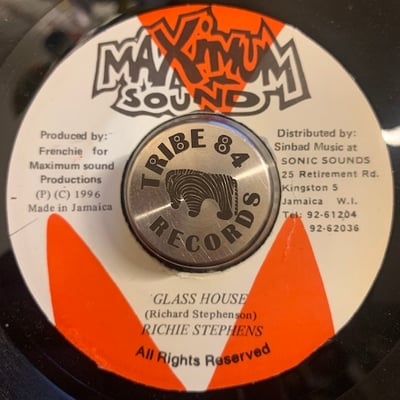 MAXIMUM
SOUND
Produced by:
Frenchie for
Maximum sound
Productions
(P) (C) 1996
Made in Jamaica
Distributed by:
Sinbad Music at
SONIC SOUNDS
25 Retirement Rd.
Kingston 5
Jamaica W.I.
Tel: 92-61204
92-62036
TRIBE 84
RECORDS
GLASS HOUSE
(Richard Stephenson)
RICHIE STEPHENS
All Rights Reserved